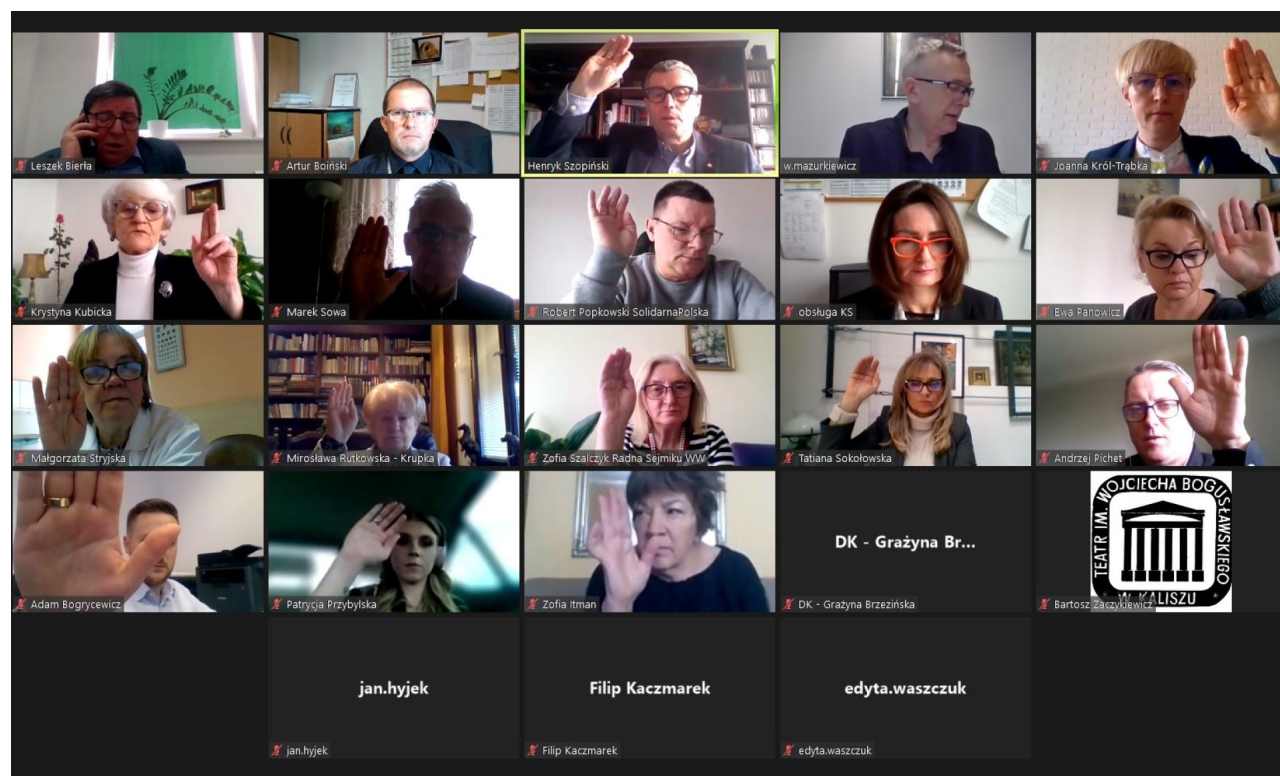 Leszek Bierła
Artur Boiński
Henryk Szopiński
w.mazurkiewicz
Joanna Król-Trąbka
Krystyna Kubicka
Marek Sowa
Robert Popkowski SolidarnaPolska
obsługa KS
Ewa Panowicz
Małgorzata Stryjska
Mirosława Rutkowska - Krupka
Zofia Szalczyk Radna Sejmiku WW
Tatiana Sokołowska
Andrzej Pichet
Adam Bogrycewicz
Patrycja Przybylska
Zofia Itman
DK - Grażyna Br...
DK - Grażyna Brzezińska
TEATR IM. WOJCIECHA BOGUSŁAWSKIEGO
W KALISZU
Bartosz Zaczykiewicz
jan.hyjek
jan.hyjek
Filip Kaczmarek
Filip Kaczmarek
edyta.waszczuk
edyta.waszczuk